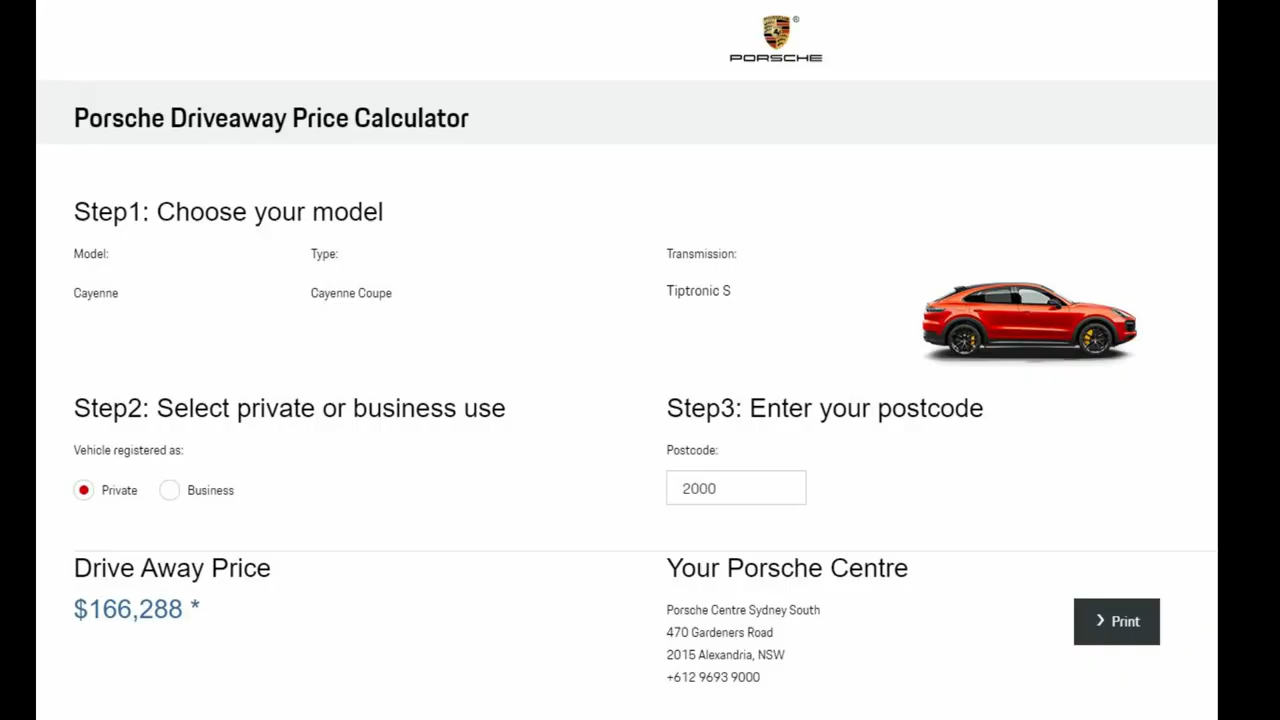 PORSCHE
Porsche Driveaway Price Calculator
Step1: Choose your model
Model:
Type:
Transmission:
Cayenne
Cayenne Coupe
Tiptronic S
Step2: Select private or business use
Step3: Enter your postcode
Vehicle registered as:
Postcode:
Private
Business
2000
Drive Away Price
Your Porsche Centre
$166,288 *
Porsche Centre Sydney South
470 Gardeners Road
2015 Alexandria, NSW
+612 9693 9000
Print